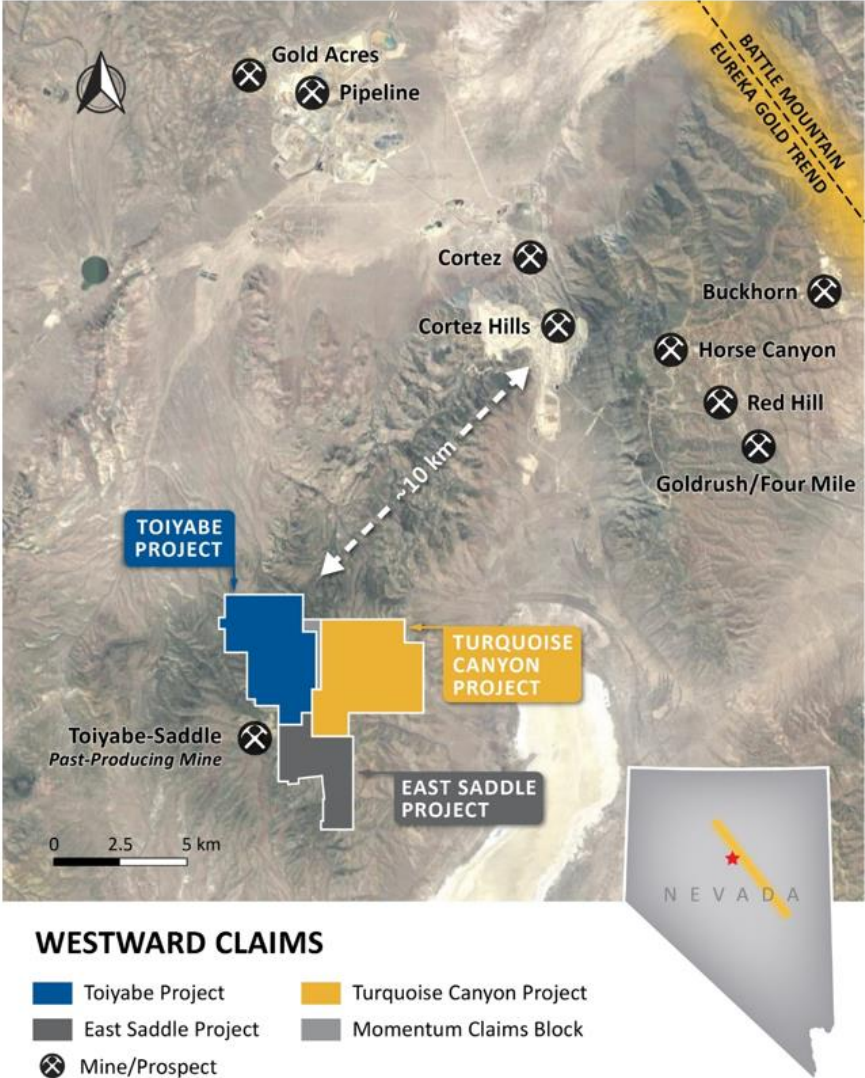 BATTLE MOUNTAIN
EUREKA GOLD TREND
Gold Acres
Pipeline
Cortez
Buckhorn
Cortez Hills
Horse Canyon
Red Hill
Goldrush/Four Mile
~10 km
TOIYABE
PROJECT
TURQUOISE
CANYON
PROJECT
Toiyabe-Saddle
Past-Producing Mine
EAST SADDLE
PROJECT
0 2.5 5 km
NEVADA
WESTWARD CLAIMS
Toiyabe Project
Turquoise Canyon Project
East Saddle Project
Momentum Claims Block
Mine/Prospect